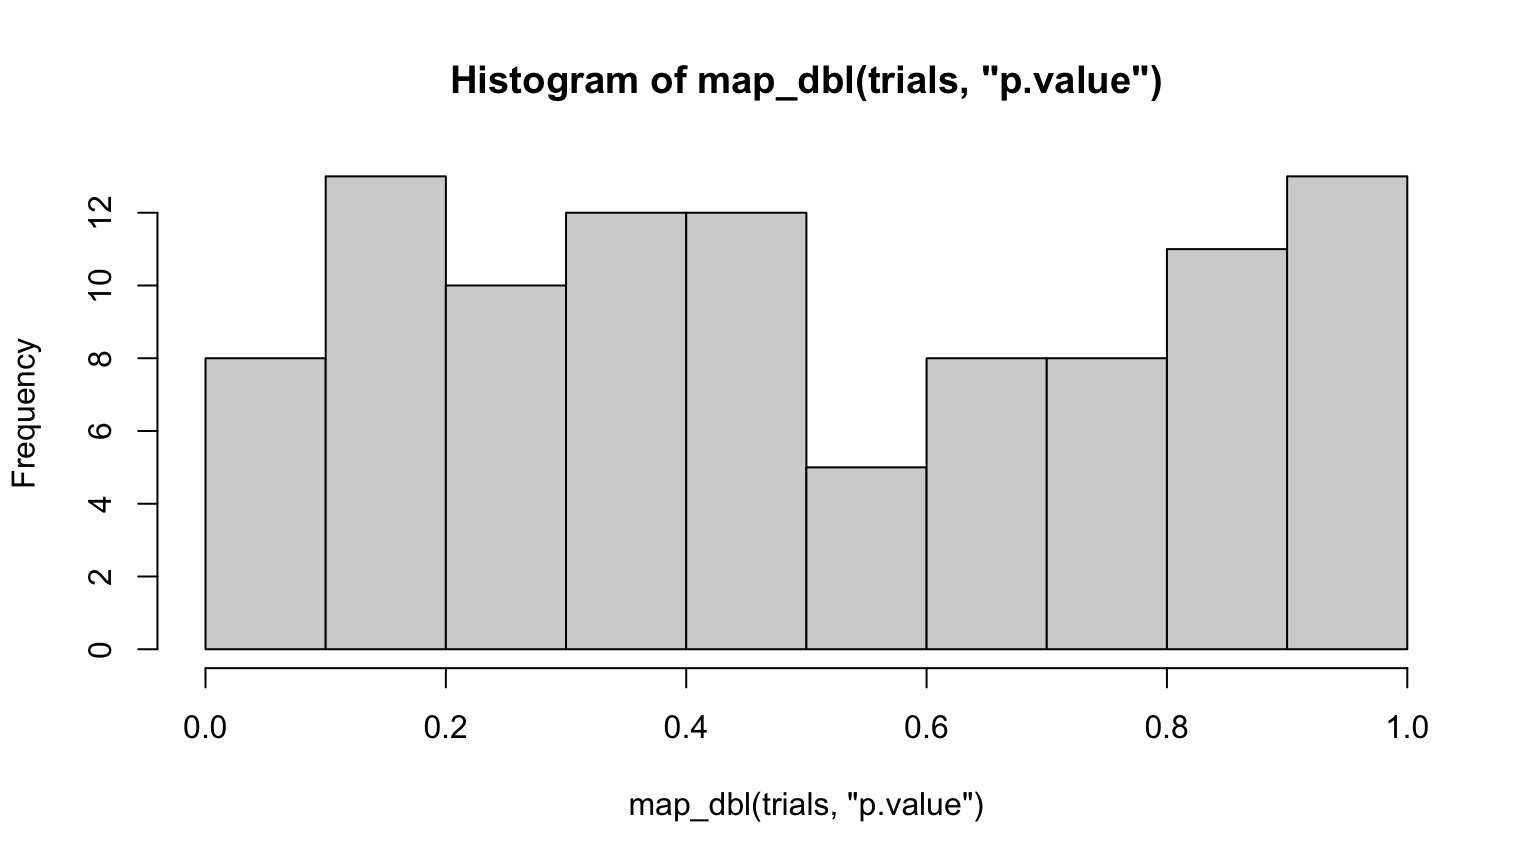 Histogram of map_dbl(trials, "p.value")
Frequency
12
10
8
6
4
2
0
0.0 0.2 0.4 0.6 0.8 1.0
map_dbl(trials, "p.value")